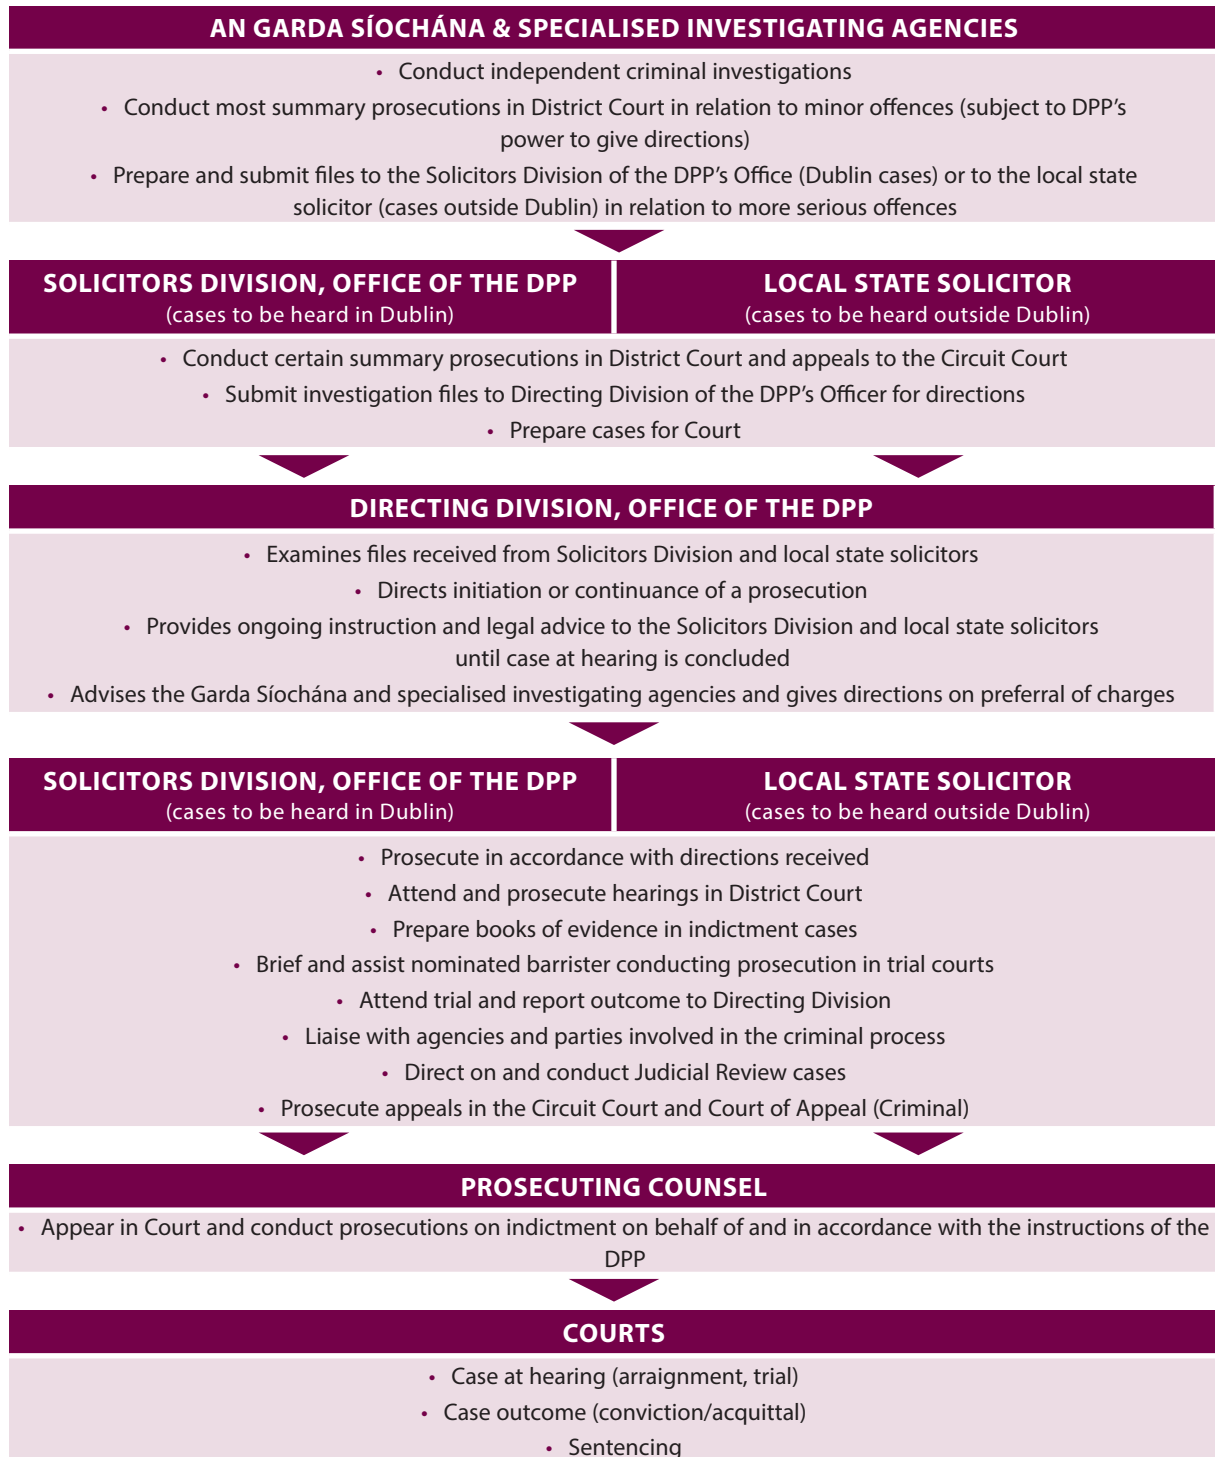 AN GARDA SÍOCHÁNA & SPECIALISED INVESTIGATING AGENCIES
• Conduct independent criminal investigations
• Conduct most summary prosecutions in District Court in relation to minor offences (subject to DPP’s
power to give directions)
• Prepare and submit files to the Solicitors Division of the DPP’s Office (Dublin cases) or to the local state
solicitor (cases outside Dublin) in relation to more serious offences
SOLICITORS DIVISION, OFFICE OF THE DPP
(cases to be heard in Dublin)
LOCAL STATE SOLICITOR
(cases to be heard outside Dublin)
• Conduct certain summary prosecutions in District Court and appeals to the Circuit Court
• Submit investigation files to Directing Division of the DPP’s Officer for directions
• Prepare cases for Court
DIRECTING DIVISION, OFFICE OF THE DPP
• Examines files received from Solicitors Division and local state solicitors
• Directs initiation or continuance of a prosecution
• Provides ongoing instruction and legal advice to the Solicitors Division and local state solicitors
until case at hearing is concluded
• Advises the Garda Síochána and specialised investigating agencies and gives directions on preferral of charges
SOLICITORS DIVISION, OFFICE OF THE DPP
(cases to be heard in Dublin)
LOCAL STATE SOLICITOR
(cases to be heard outside Dublin)
• Prosecute in accordance with directions received
• Attend and prosecute hearings in District Court
• Prepare books of evidence in indictment cases
• Brief and assist nominated barrister conducting prosecution in trial courts
• Attend trial and report outcome to Directing Division
• Liaise with agencies and parties involved in the criminal process
• Direct on and conduct Judicial Review cases
• Prosecute appeals in the Circuit Court and Court of Appeal (Criminal)
PROSECUTING COUNSEL
• Appear in Court and conduct prosecutions on indictment on behalf of and in accordance with the instructions of the
DPP
COURTS
• Case at hearing (arraignment, trial)
• Case outcome (conviction/acquittal)
• Sentencing